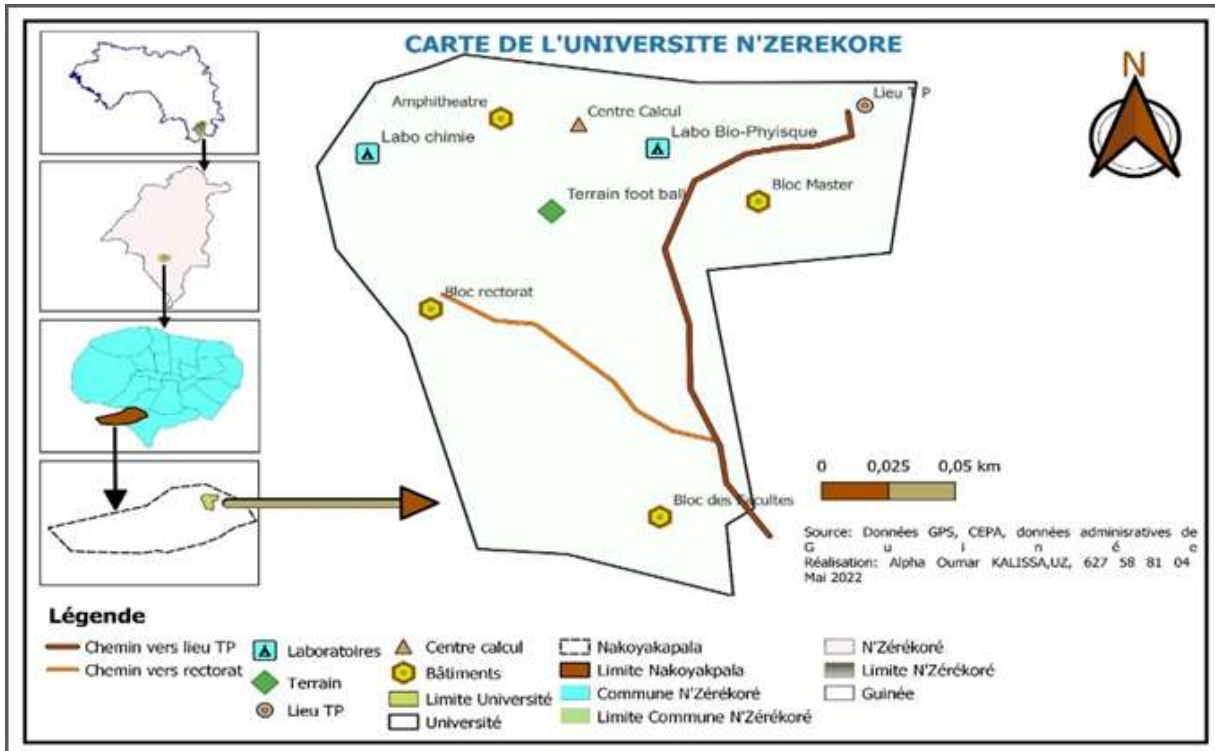 CARTE DE L'UNIVERSITE N'ZEREKORE
N
Lieu T P
Amphitheatre
Centre Calcul
Labo chimie
Labo Bio-Phyisque
Bloc Master
Terrain foot ball
Bloc rectorat
Bloc des Facultes
0 0,025 0,05 km
Source: Données GPS, CEPA, données adminisratives de
G u i n é e
Réalisation: Alpha Oumar KALISSA,UZ, 627 58 81 04
Mai 2022
Légende
Chemin vers lieu TP
Chemin vers rectorat
Laboratoires
Terrain
Lieu TP
Centre calcul
Bâtiments
Limite Université
Université
Nakoyakapala
Limite Nakoyakpala
Commune N'Zérékoré
Limite Commune N'Zérékoré
N'Zérékoré
Limite N'Zérékoré
Guinée